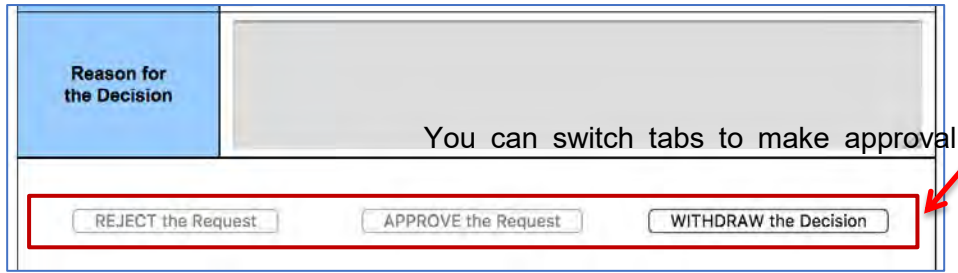 Reason for
the Decision
You can switch tabs to make approval
REJECT the Request
APPROVE the Request
WITHDRAW the Decision